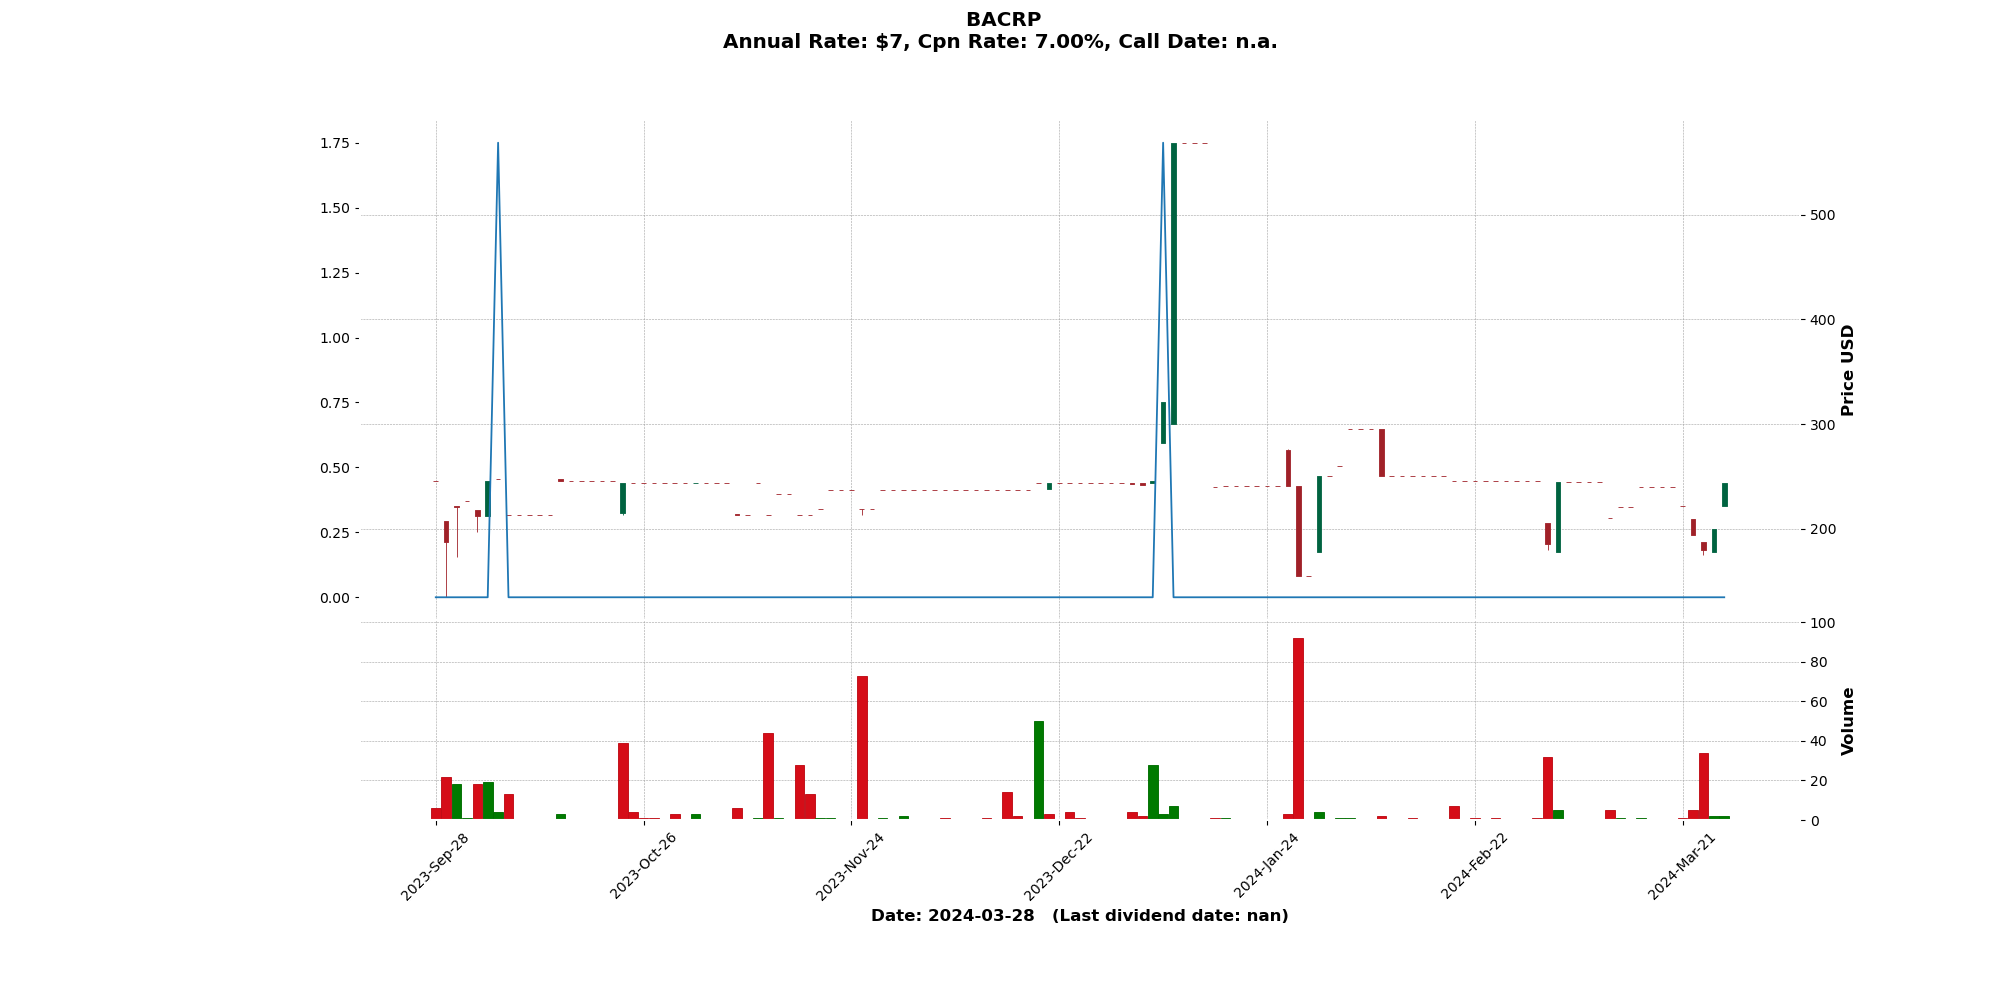 BACRP
Annual Rate: $7, Cpn Rate: 7.00%, Call Date: n.a.
1.75
1.50
1.25
1.00
0.75
0.50
0.25
0.00
500
400
300
200
Price USD
100
80
60
40
20
0
Volume
2023-Sep-28
2023-Oct-26
2023-Nov-24
2023-Dec-22
2024-Jan-24
2024-Feb-22
2024-Mar-21
Date: 2024-03-28   (Last dividend date: nan)